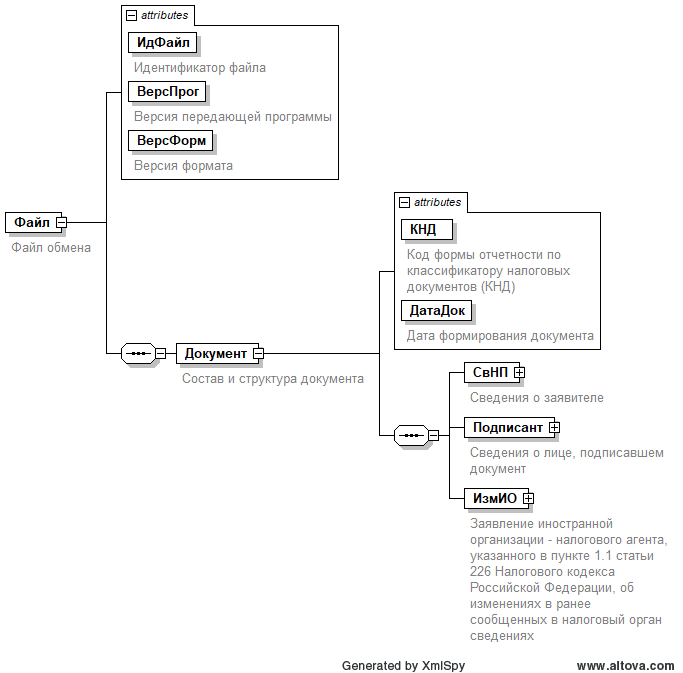 attributes
ИдФайл
Идентификатор файла
ВерсПрог
Версия передающей программы
ВерсФорм
Версия формата
Файл
Файл обмена
attributes
КНД
Код формы отчетности по
классификатору налоговых
документов (КНД)
ДатаДок
Дата формирования документа
Документ
Состав и структура документа
СвНП
Сведения о заявителе
Подписант
Сведения о лице, подписавшем
документ
ИзмИО
Заявление иностранной
организации - налогового агента,
указанного в пункте 1.1 статьи
226 Налогового кодекса
Российской Федерации, об
изменениях в ранее
сообщенных в налоговый орган
сведениях
Generated by XmlSpy
www.altova.com